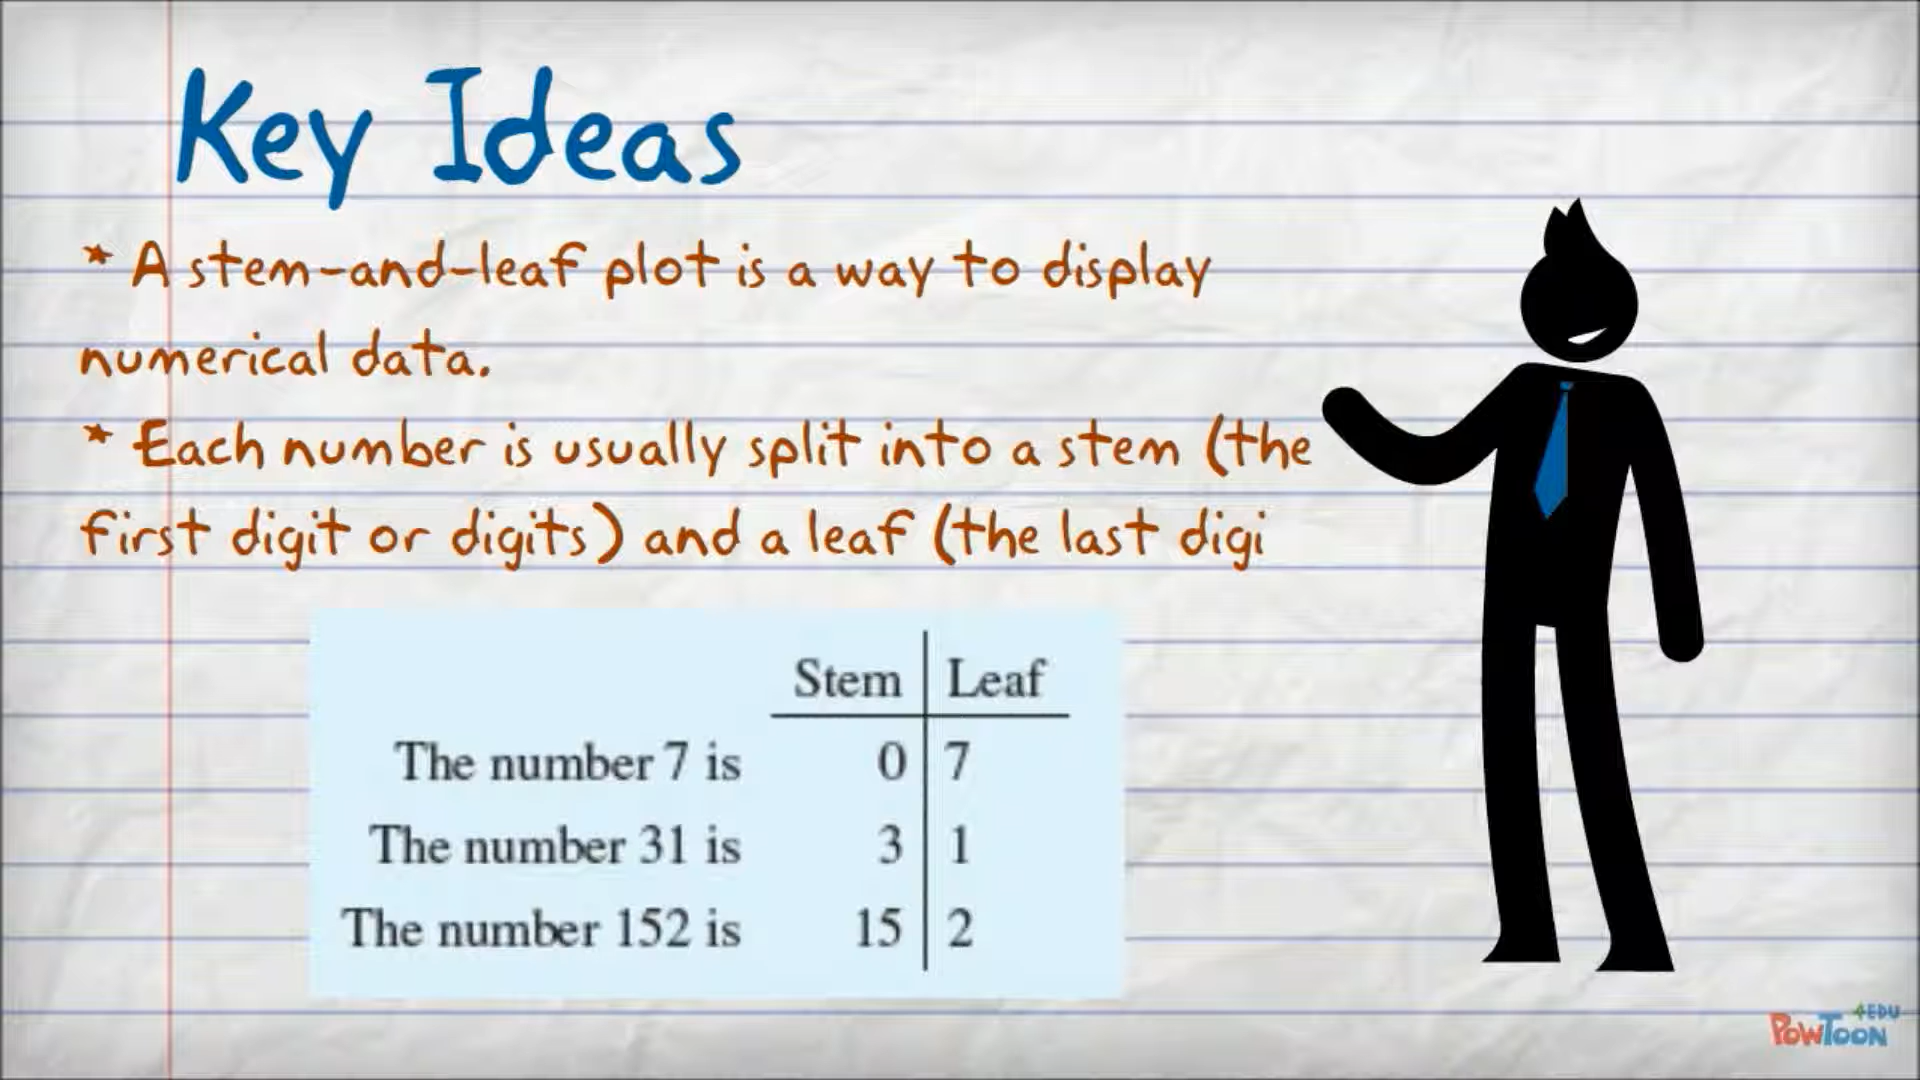 Key Ideas
* A stem-and-leaf plot is a way to display
numerical data.
* Each number is usually split into a stem (the
first digit or digits) and a leaf (the last digi
Stem Leaf
The number 7 is 0 7
The number 31 is 3 1
The number 152 is 15 2
4EDU
PowToon